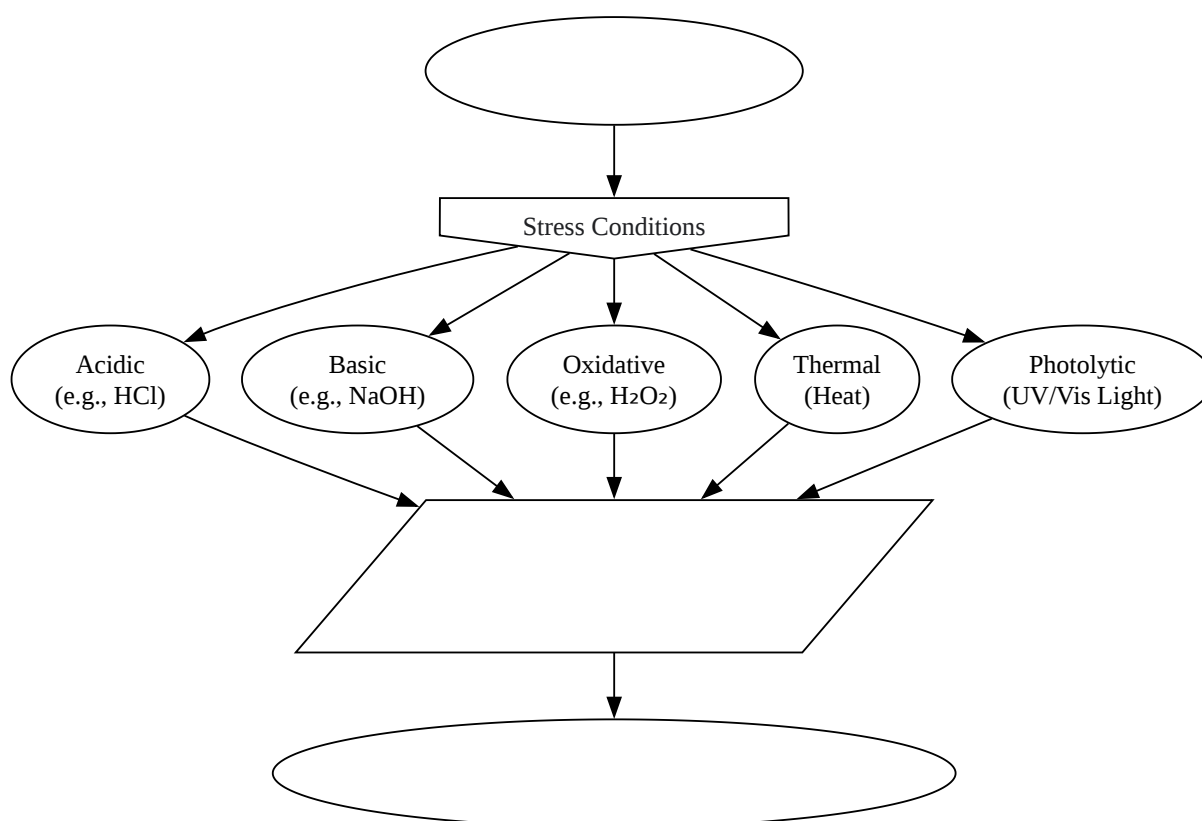 Stress Conditions
Acidic
(e.g., HCl)
Basic
(e.g., NaOH)
Oxidative
(e.g., H₂O₂)
Thermal
(Heat)
Photolytic
(UV/Vis Light)